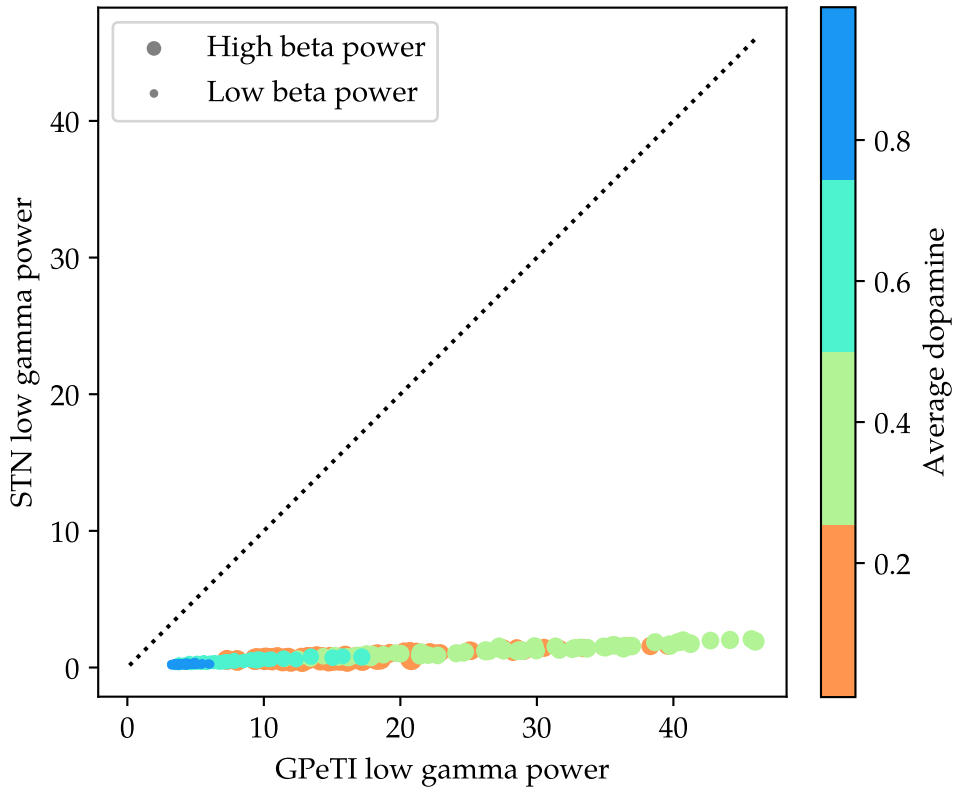 High beta power
Low beta power
STN low gamma power
40
30
20
10
0
0
10
20
30
40
GPeTI low gamma power
0.8
0.6
0.4
0.2
Average dopamine